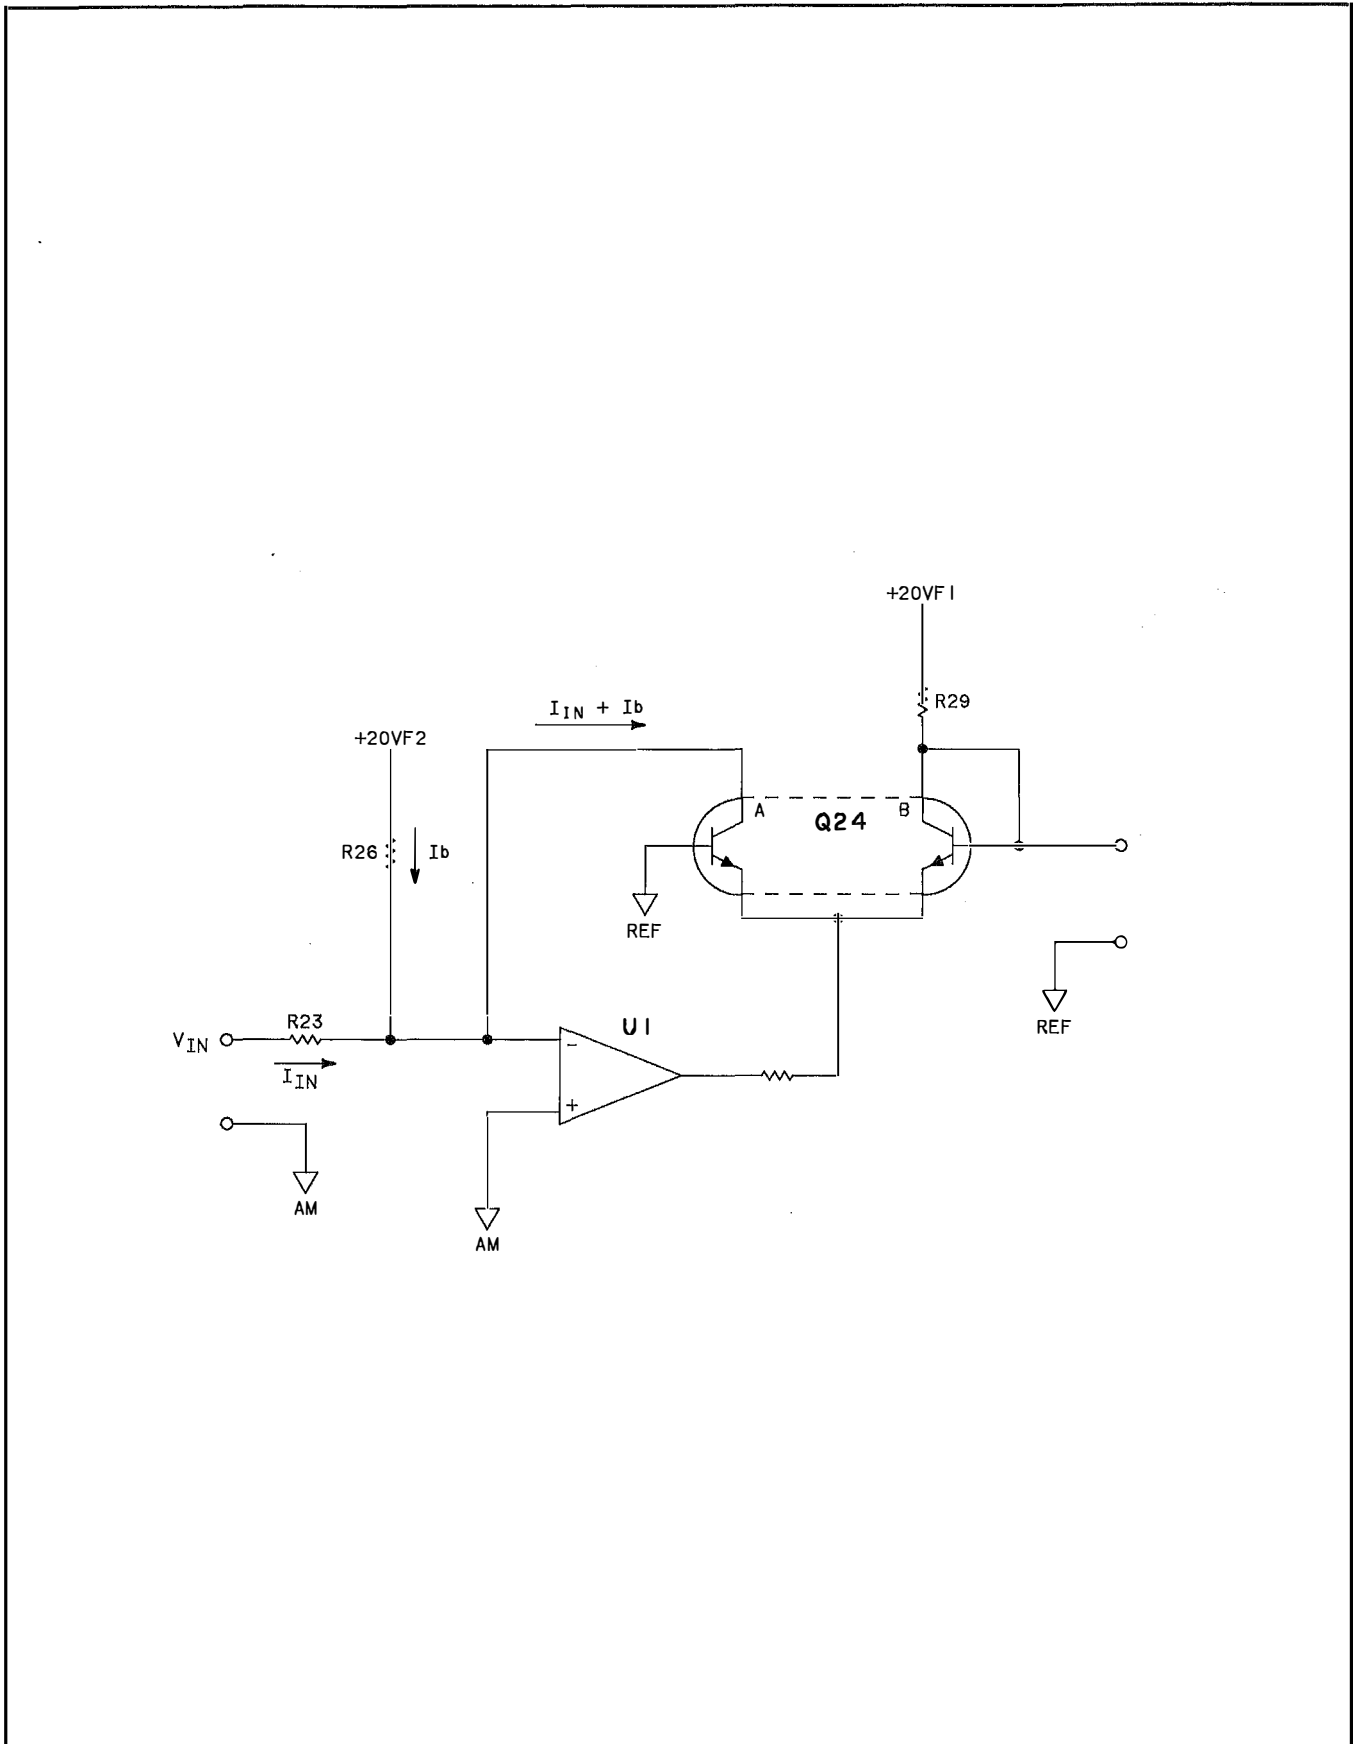 +20VF1
R29
I_IN + Ib
+20VF2
A
B
Q24
R26
Ib
REF
REF
R23
U1
V_IN
I_IN
-
+
AM
AM